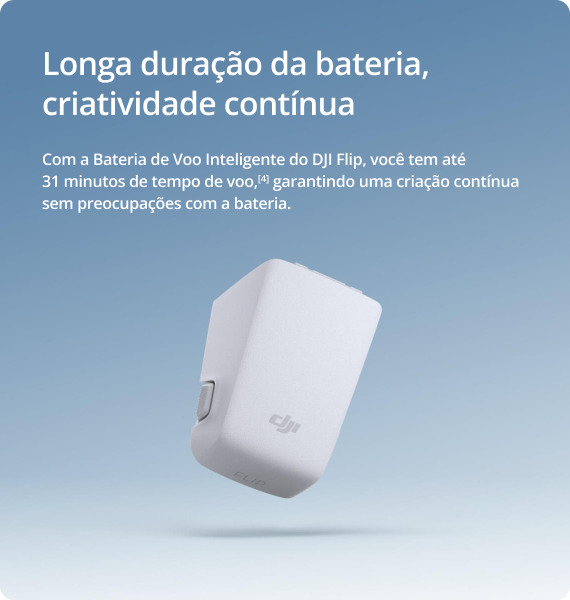 Longa duração da bateria,
criatividade contínua
Com a Bateria de Voo Inteligente do DJI Flip, você tem até
31 minutos de tempo de voo,[4] garantindo uma criação contínua
sem preocupações com a bateria.
dji
FLIP